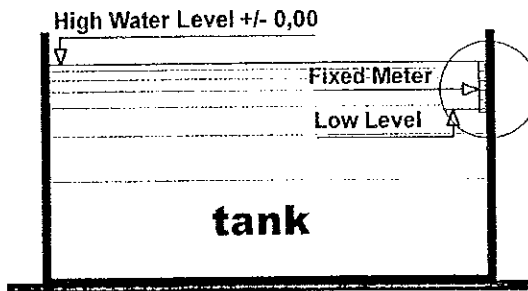 High Water Level +/- 0,00
Fixed Meter
Low Level
tank